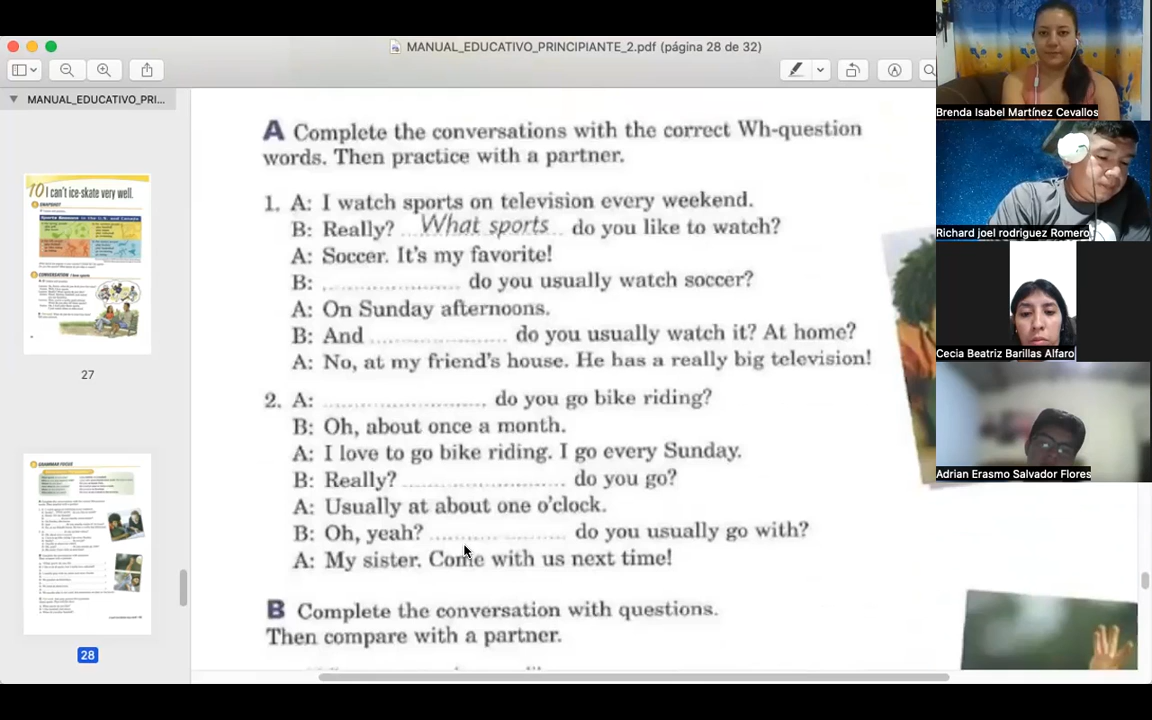 MANUAL_EDUCATIVO_PRINCIPIANTE_2.pdf (página 28 de 32)
MANUAL_EDUCATIVO_PRI...
10 I can't ice-skate very well.
27
28
A Complete the conversations with the correct Wh-question
words. Then practice with a partner.
1. A: I watch sports on television every weekend.
B: Really? What sports do you like to watch?
A: Soccer. It's my favorite!
B: .................... do you usually watch soccer?
A: On Sunday afternoons.
B: And .................... do you usually watch it? At home?
A: No, at my friend's house. He has a really big television!
2. A: .................... do you go bike riding?
B: Oh, about once a month.
A: I love to go bike riding. I go every Sunday.
B: Really? .................... do you go?
A: Usually at about one o'clock.
B: Oh, yeah? .................... do you usually go with?
A: My sister. Come with us next time!
B Complete the conversation with questions.
Then compare with a partner.
Brenda Isabel Martínez Cevallos
Richard joel rodriguez Romero
Cecia Beatriz Barillas Alfaro
Adrian Erasmo Salvador Flores